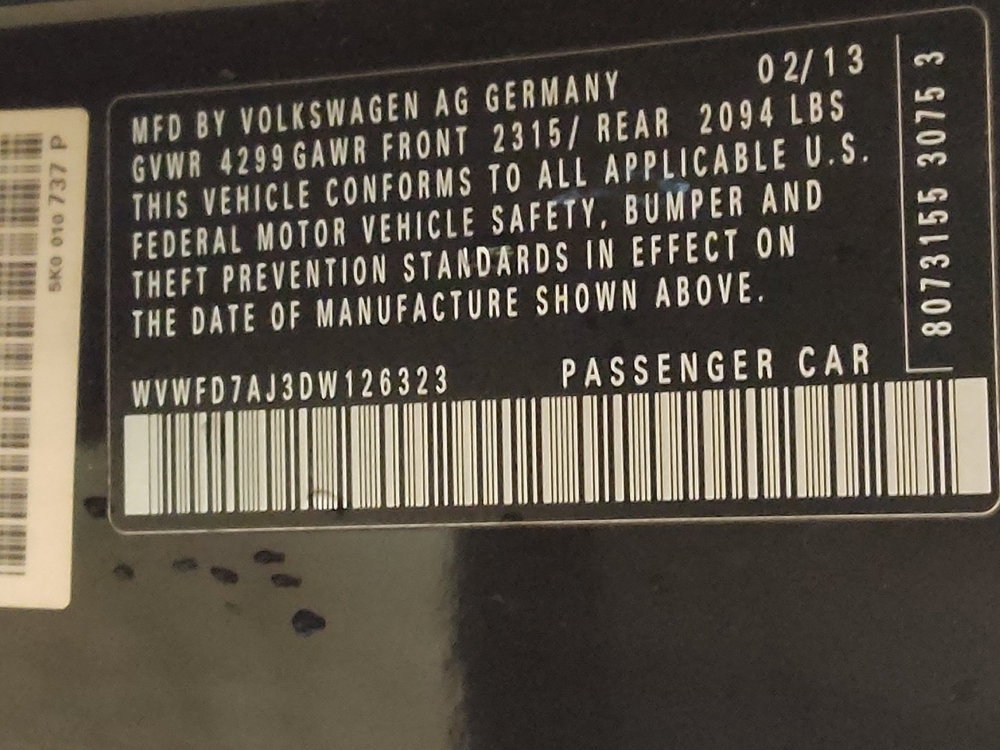 MFD BY VOLKSWAGEN AG GERMANY 02/13
GVWR 4299 GAWR FRONT 2315/ REAR 2094 LBS
THIS VEHICLE CONFORMS TO ALL APPLICABLE U.S.
FEDERAL MOTOR VEHICLE SAFETY, BUMPER AND
THEFT PREVENTION STANDARDS IN EFFECT ON
THE DATE OF MANUFACTURE SHOWN ABOVE.
WVWFD7AJ3DW126323 PASSENGER CAR
8073155 3075 3
5K0 010 737 P